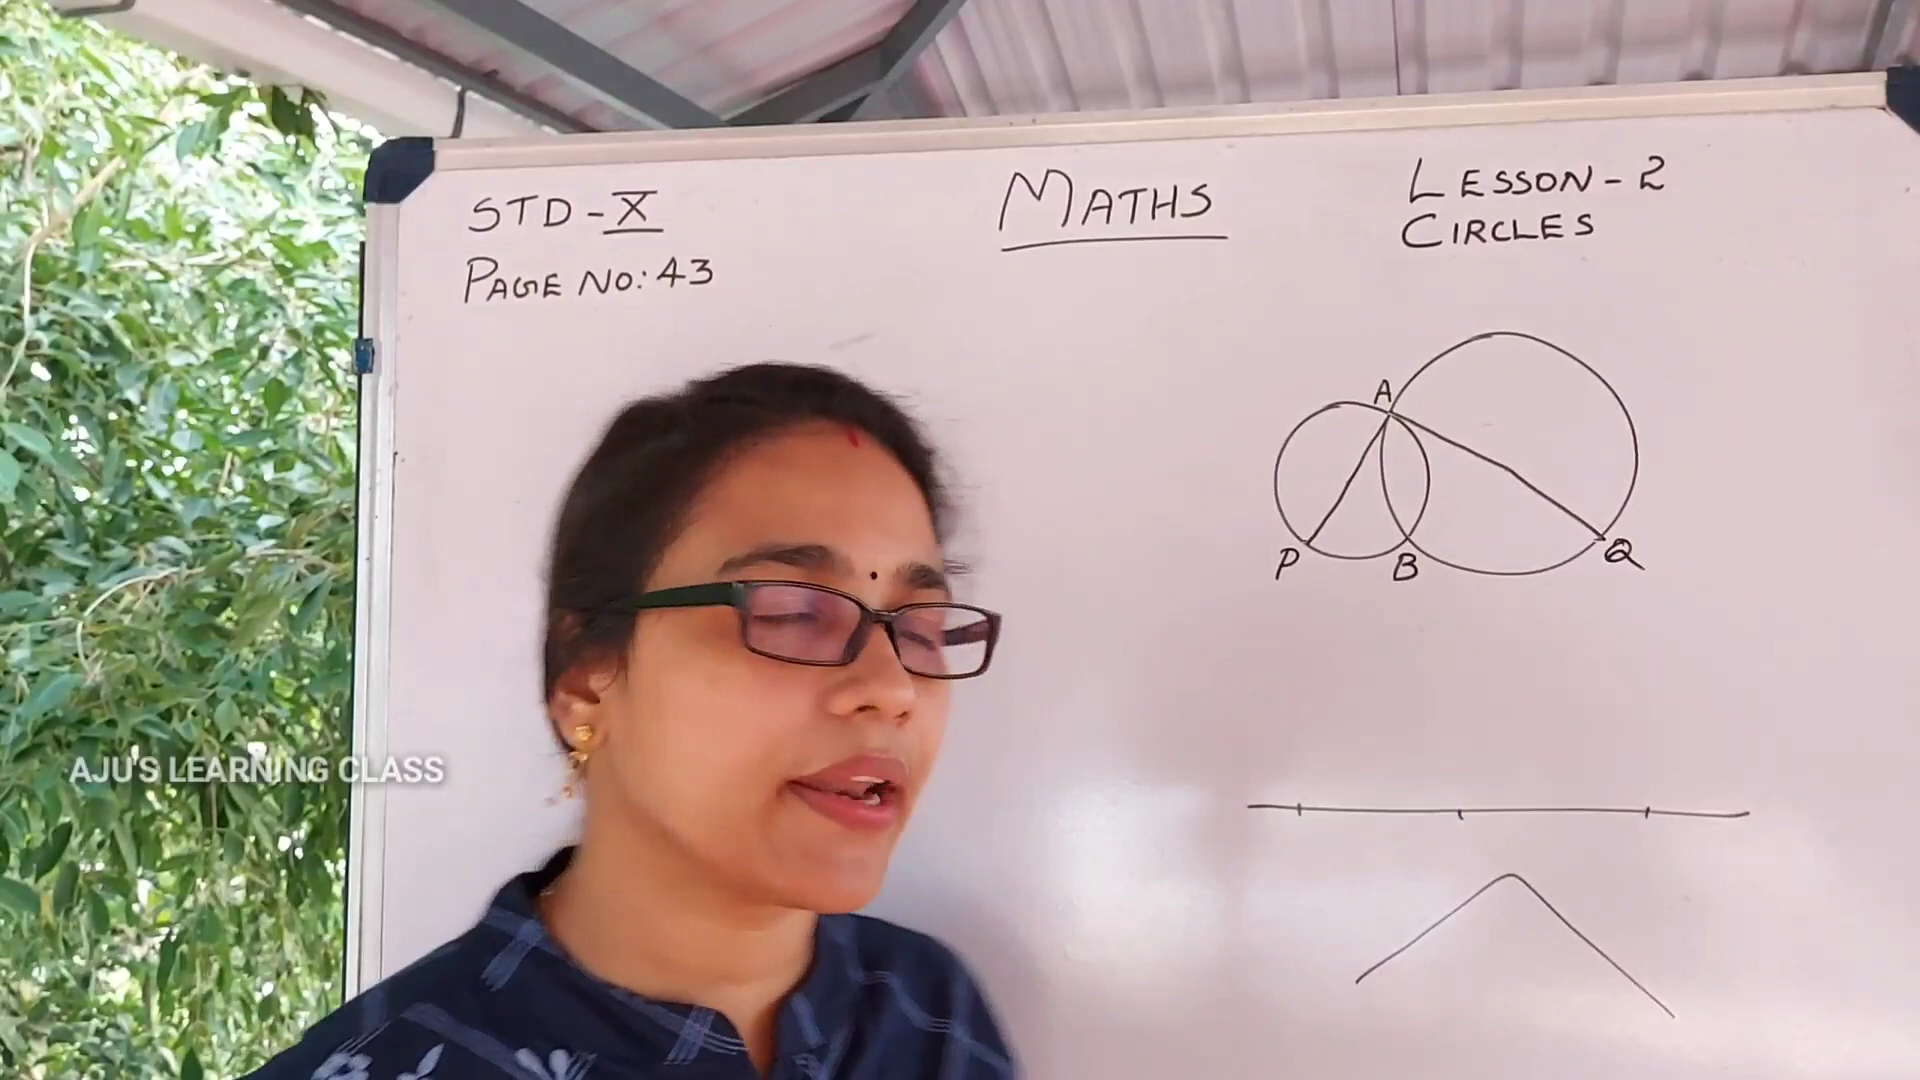 STD - X
MATHS
LESSON - 2
CIRCLES
PAGE NO: 43
A
P
B
Q
AJU'S LEARNING CLASS